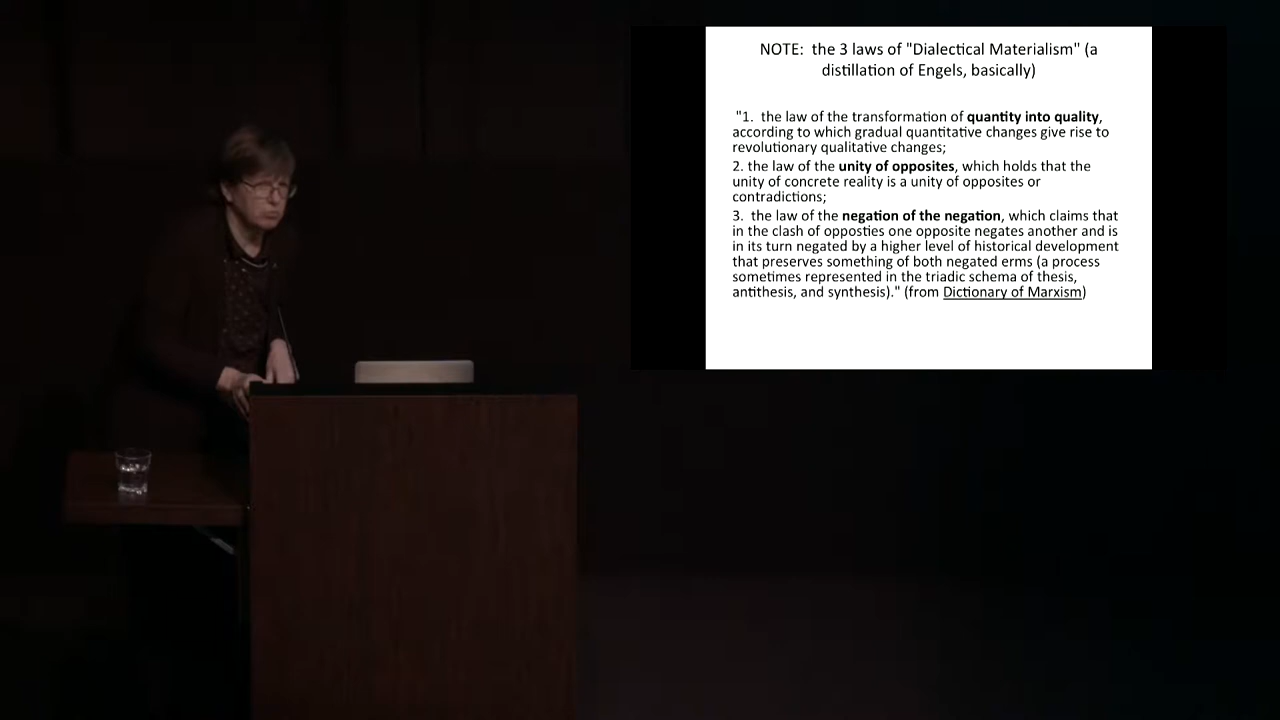 NOTE:  the 3 laws of "Dialectical Materialism" (a
distillation of Engels, basically)
"1.  the law of the transformation of quantity into quality,
according to which gradual quantitative changes give rise to
revolutionary qualitative changes;
2. the law of the unity of opposites, which holds that the
unity of concrete reality is a unity of opposites or
contradictions;
3.  the law of the negation of the negation, which claims that
in the clash of opposties one opposite negates another and is
in its turn negated by a higher level of historical development
that preserves something of both negated erms (a process
sometimes represented in the triadic schema of thesis,
antithesis, and synthesis)." (from Dictionary of Marxism)